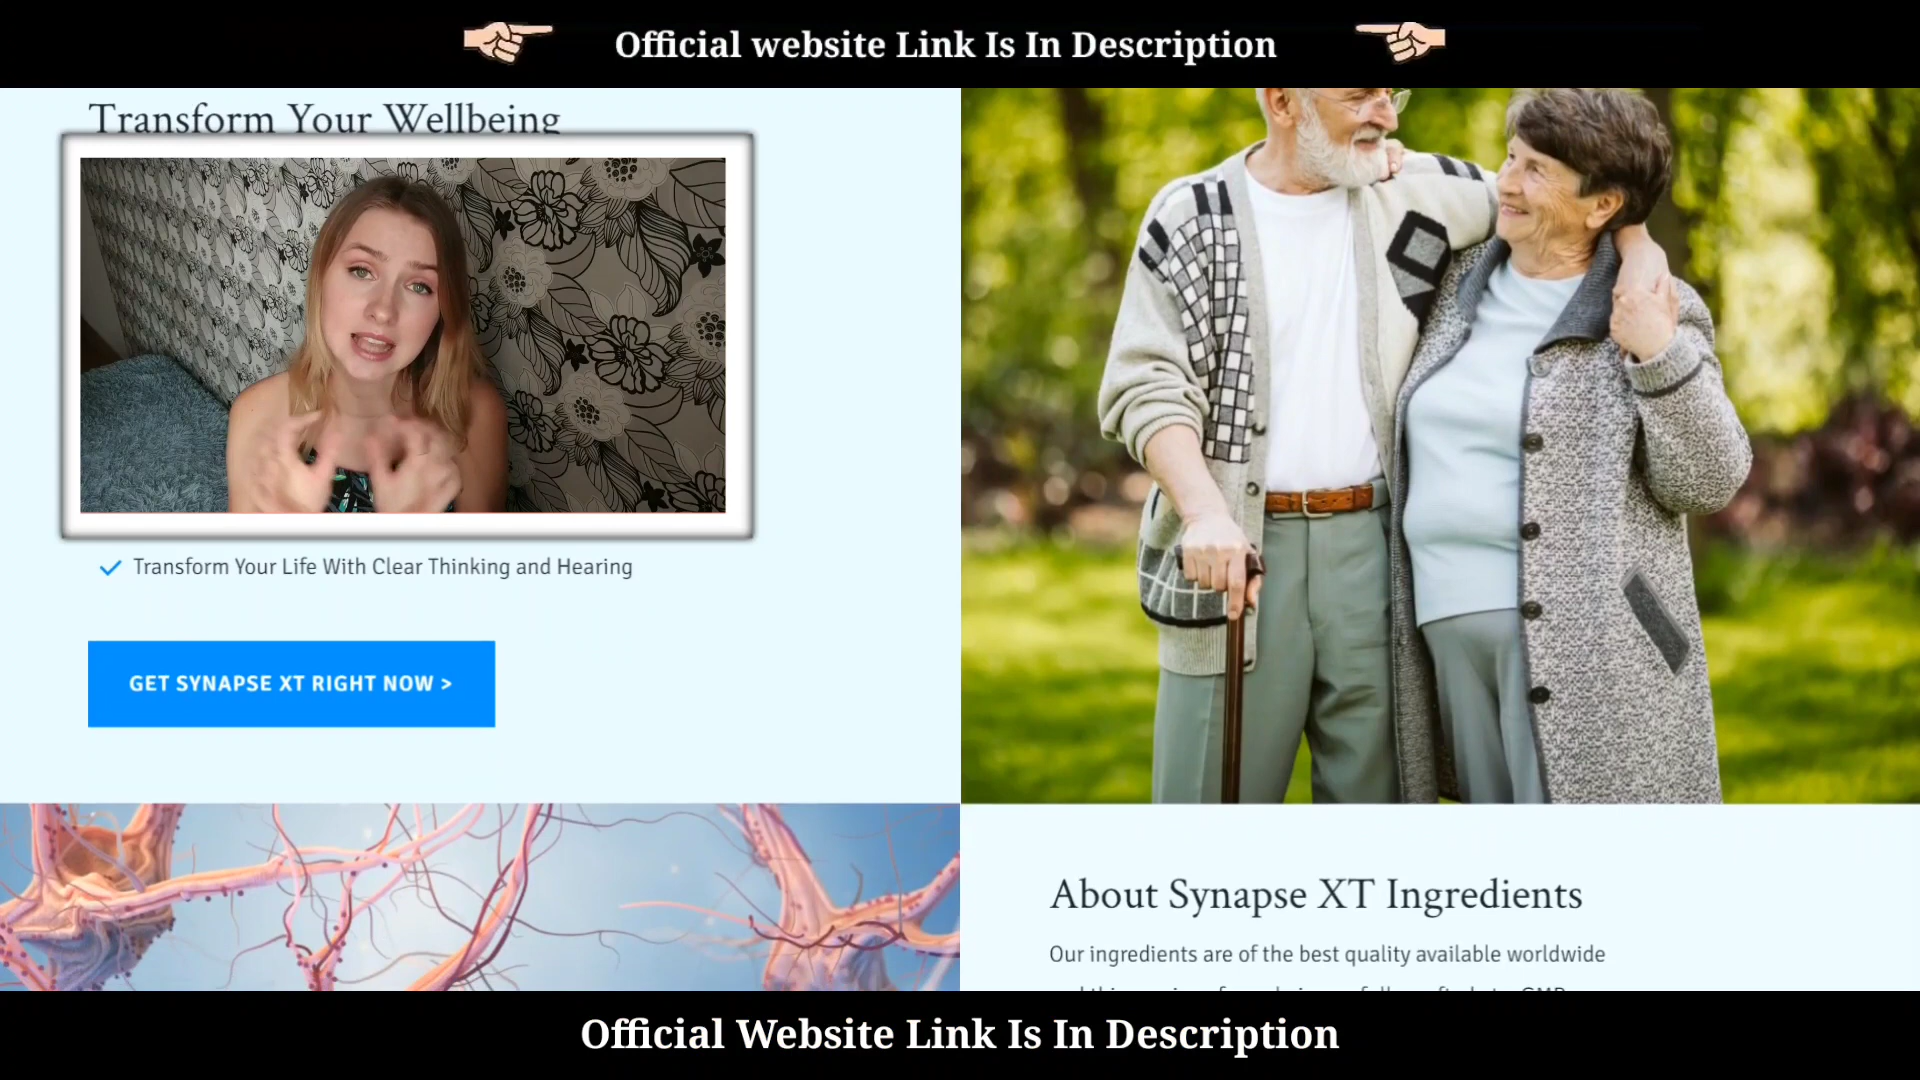 Official website Link Is In Description
Transform Your Wellbeing
Transform Your Life With Clear Thinking and Hearing
GET SYNAPSE XT RIGHT NOW >
About Synapse XT Ingredients
Our ingredients are of the best quality available worldwide
Official Website Link Is In Description